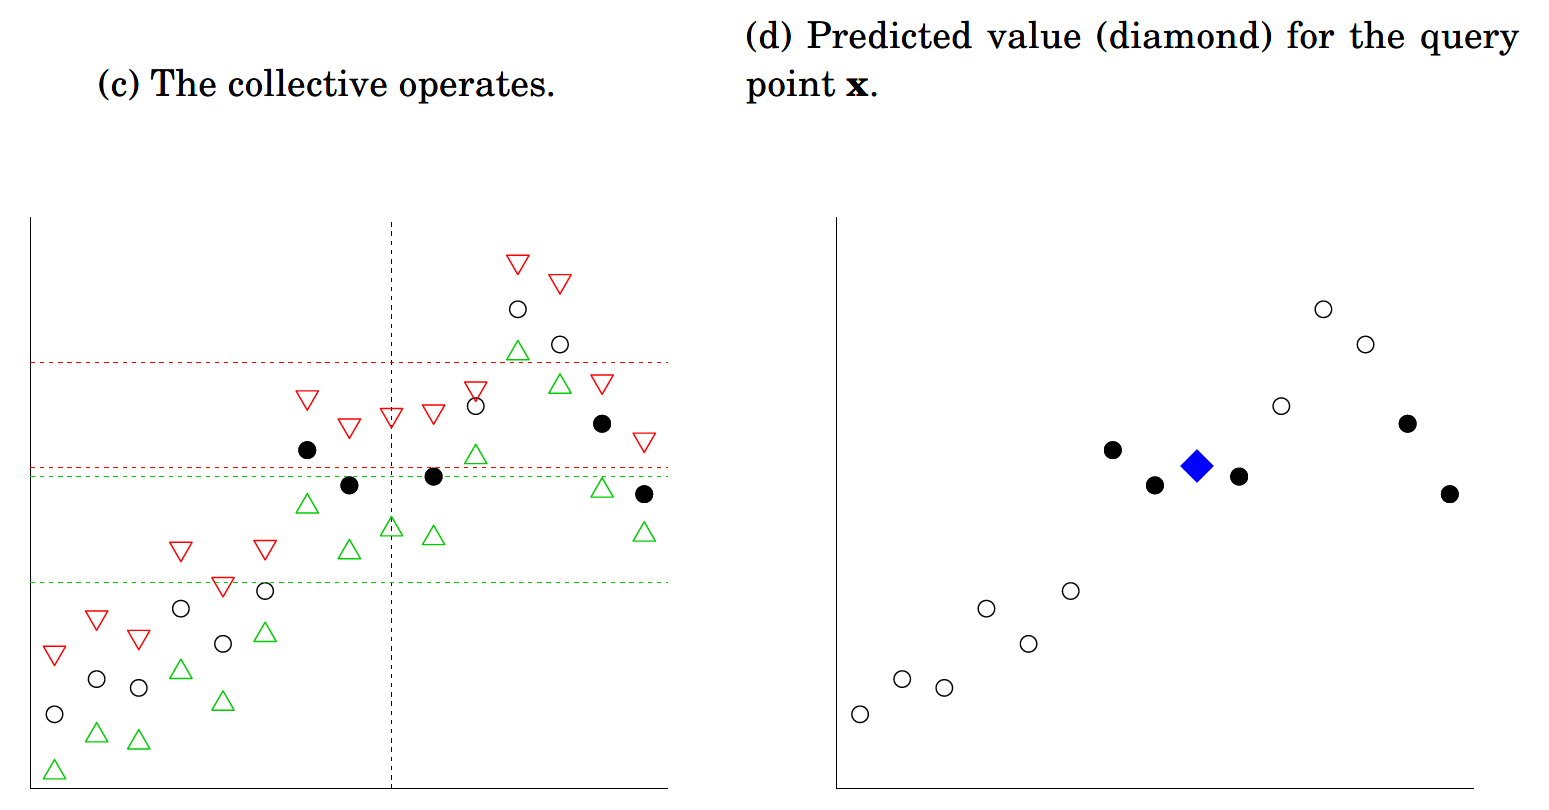 (c) The collective operates.
(d) Predicted value (diamond) for the query
point x.